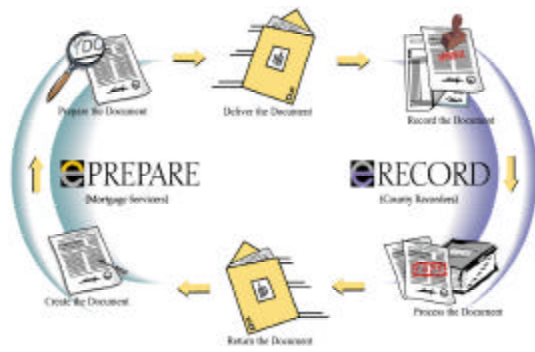 Prepare the Document
Deliver the Document
Record the Document
ePREPARE
(Mortgage Servicers)
eRECORD
(County Recorders)
Create the Document
Return the Document
Process the Document